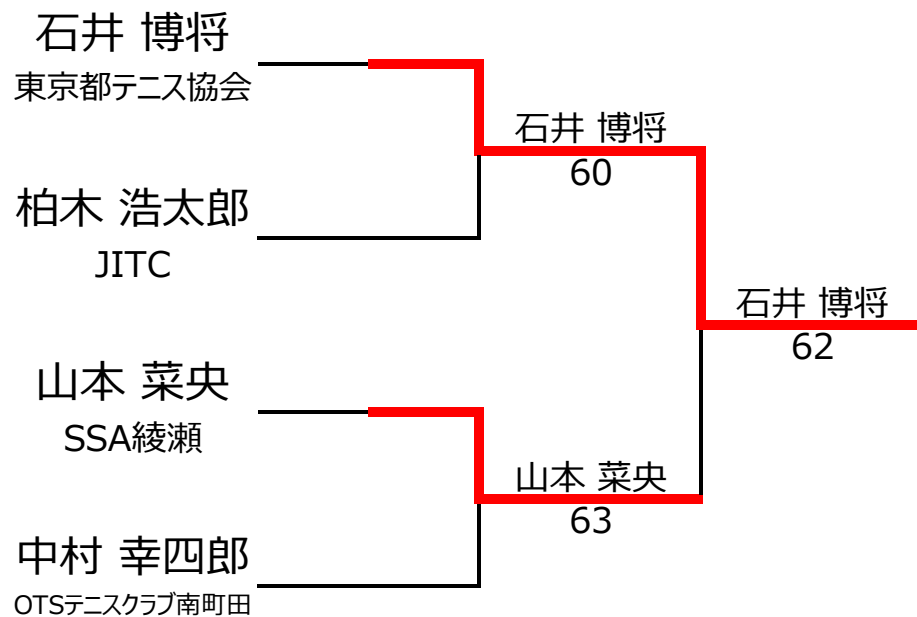 石井 博将
東京都テニス協会
石井 博将
60
柏木 浩太郎
JITC
石井 博将
62
山本 菜央
SSA綾瀬
山本 菜央
63
中村 幸四郎
OTSテニスクラブ南町田